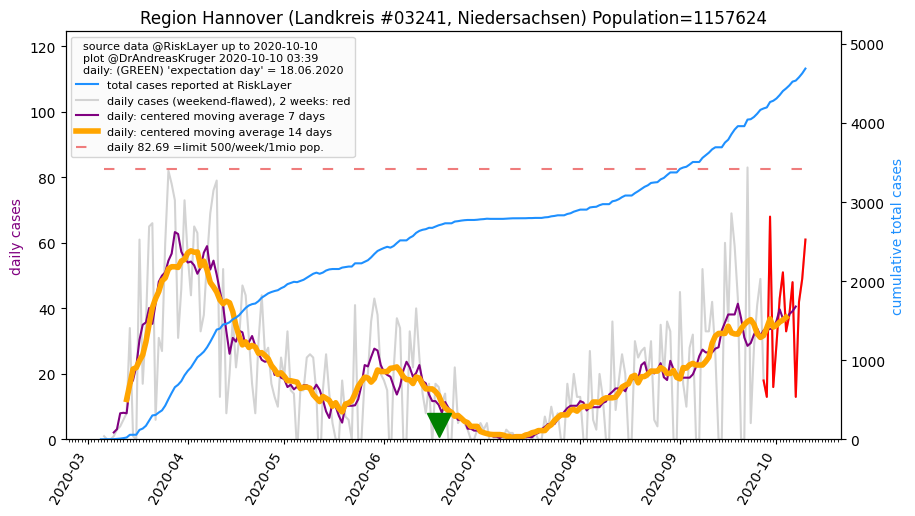 Region Hannover (Landkreis #03241, Niedersachsen) Population=1157624
source data @RiskLayer up to 2020-10-10
plot @DrAndreasKruger 2020-10-10 03:39
daily: (GREEN) 'expectation day' = 18.06.2020
total cases reported at RiskLayer
daily cases (weekend-flawed), 2 weeks: red
daily: centered moving average 7 days
daily: centered moving average 14 days
daily 82.69 =limit 500/week/1mio pop.
daily cases
120
100
80
60
40
20
0
cumulative total cases
5000
4000
3000
2000
1000
0
2020-03
2020-04
2020-05
2020-06
2020-07
2020-08
2020-09
2020-10